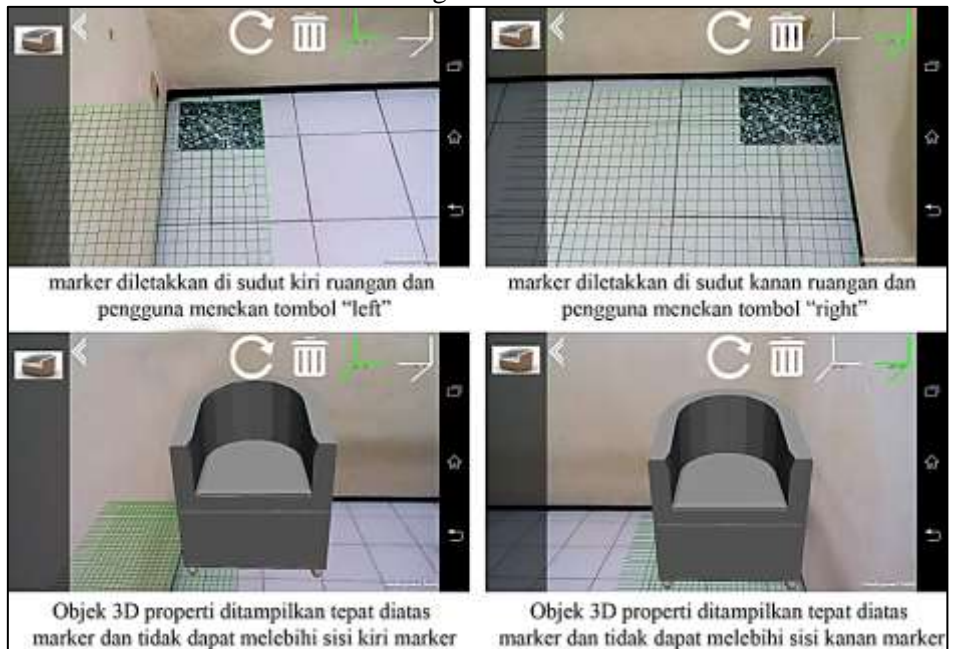 marker diletakkan di sudut kiri ruangan dan
pengguna menekan tombol “left”
marker diletakkan di sudut kanan ruangan dan
pengguna menekan tombol “right”
Objek 3D properti ditampilkan tepat diatas
marker dan tidak dapat melebihi sisi kiri marker
Objek 3D properti ditampilkan tepat diatas
marker dan tidak dapat melebihi sisi kanan marker